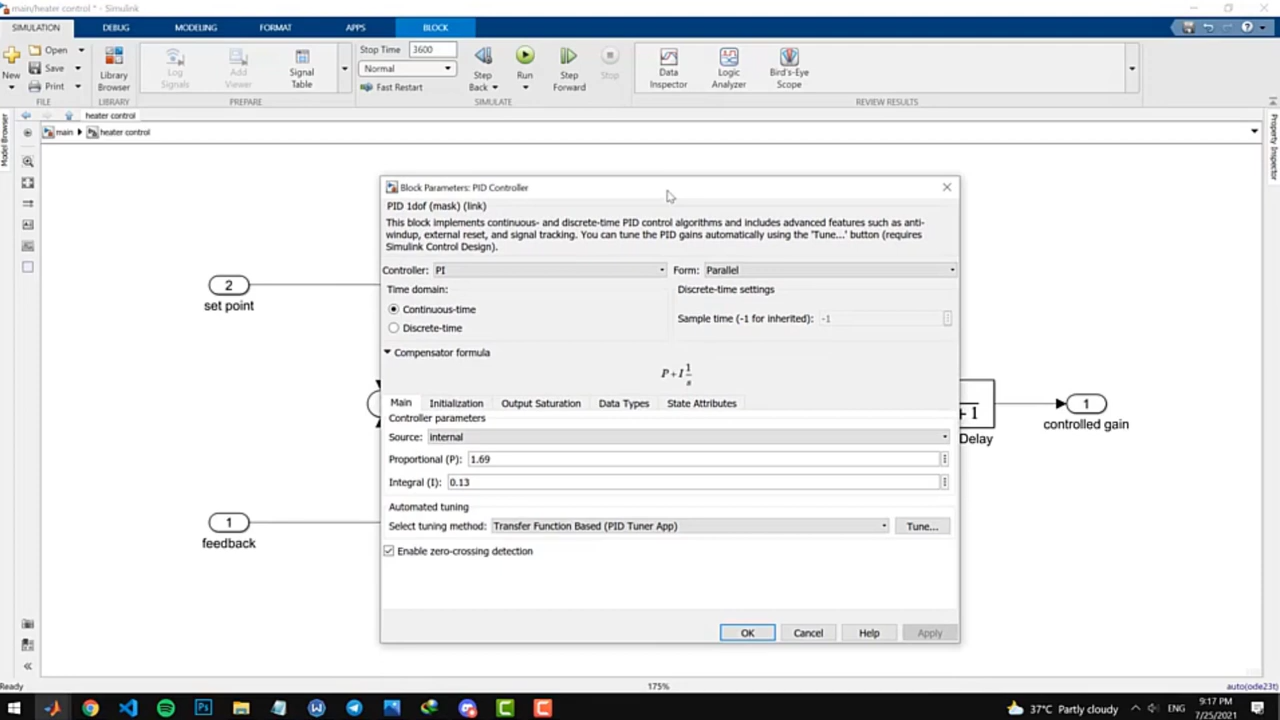 main/heater control * - Simulink
SIMULATION DEBUG MODELING FORMAT APPS BLOCK
New
Open
Save
Print
FILE
Library
Browser
LIBRARY
Log
Signals
Add
Viewer
Signal
Table
PREPARE
Stop Time 3600
Normal
Fast Restart
Step
Back
Run
Step
Forward
Stop
SIMULATE
Data
Inspector
Logic
Analyzer
Bird's-Eye
Scope
REVIEW RESULTS
heater control
main heater control
Model Browser
Property Inspector
2
set point
1
feedback
+1
Delay
1
controlled gain
Block Parameters: PID Controller
PID 1dof (mask) (link)
This block implements continuous- and discrete-time PID control algorithms and includes advanced features such as anti-
windup, external reset, and signal tracking. You can tune the PID gains automatically using the 'Tune...' button (requires
Simulink Control Design).
Controller: PI Form: Parallel
Time domain: Discrete-time settings
Continuous-time
Discrete-time
Sample time (-1 for inherited): -1
Compensator formula
P+I 1/s
Main Initialization Output Saturation Data Types State Attributes
Controller parameters
Source: internal
Proportional (P): 1.69
Integral (I): 0.13
Automated tuning
Select tuning method: Transfer Function Based (PID Tuner App) Tune...
Enable zero-crossing detection
OK Cancel Help Apply
Ready 175% auto(ode23t)
37°C Partly cloudy ENG 9:17 PM
7/25/2021